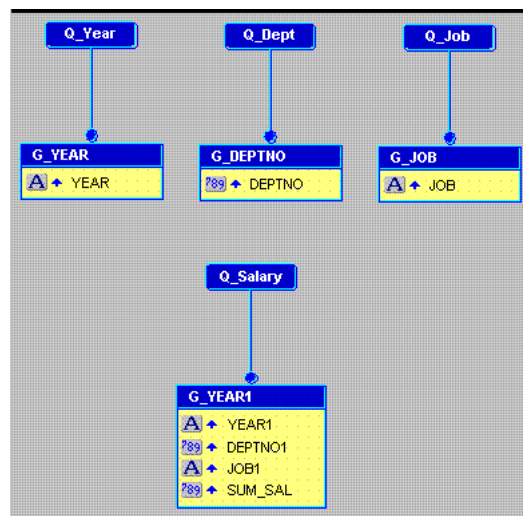 Q_Year
Q_Dept
Q_Job
G_YEAR
A YEAR
G_DEPTNO
789 DEPTNO
G_JOB
A JOB
Q_Salary
G_YEAR1
A YEAR1
789 DEPTNO1
A JOB1
789 SUM_SAL